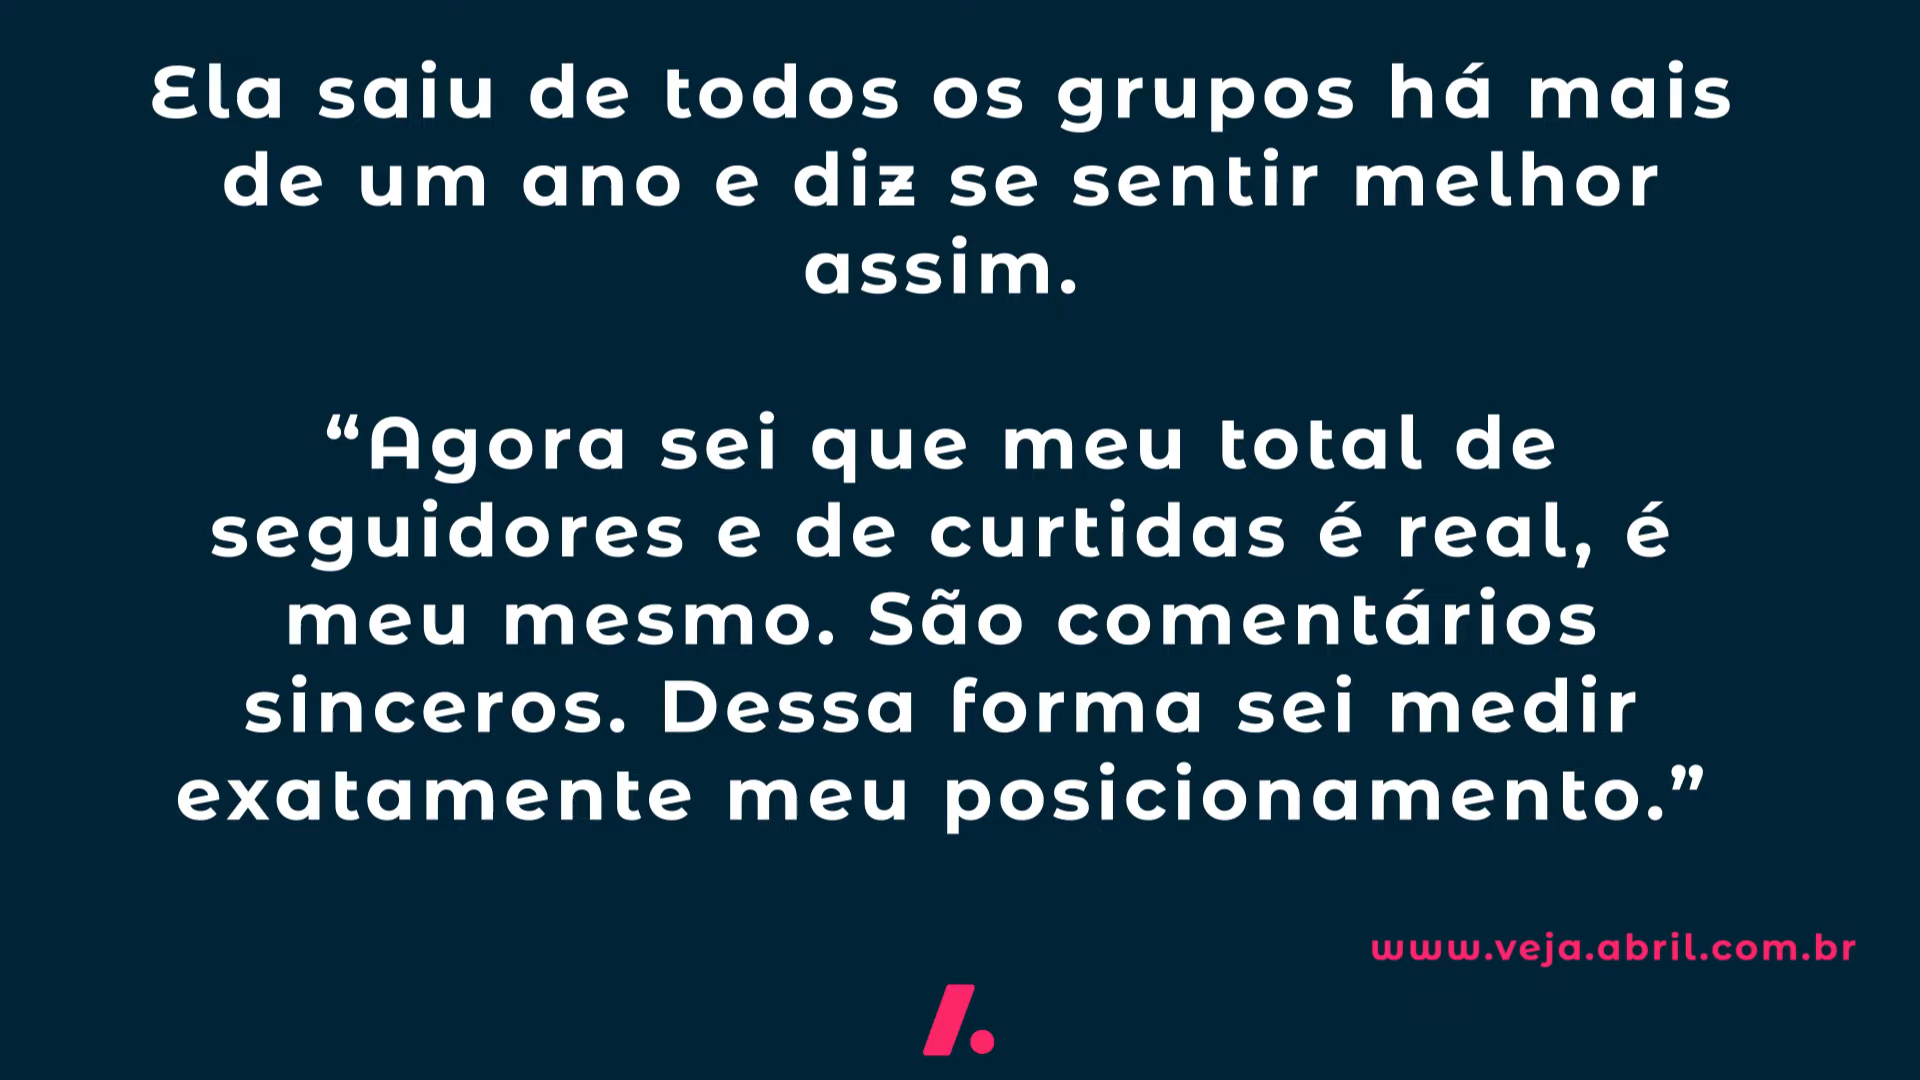 Ela saiu de todos os grupos há mais
de um ano e diz se sentir melhor
assim.
“Agora sei que meu total de
seguidores e de curtidas é real, é
meu mesmo. São comentários
sinceros. Dessa forma sei medir
exatamente meu posicionamento.”
www.veja.abril.com.br